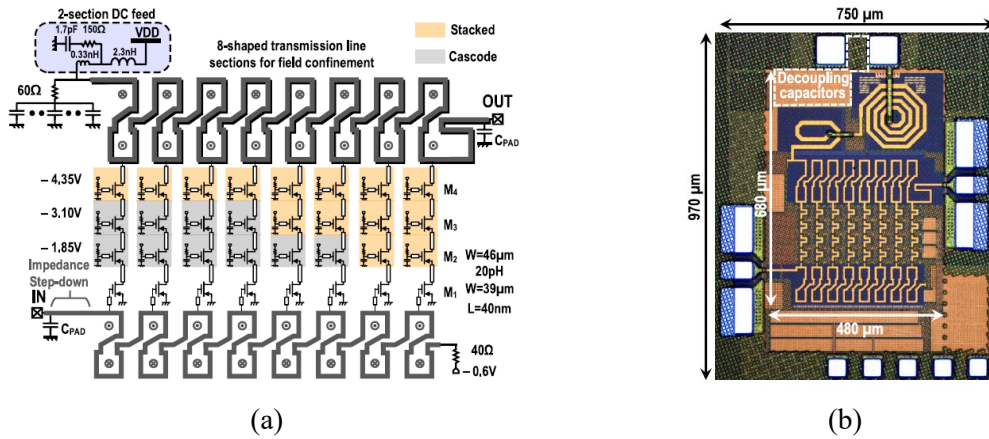 2-section DC feed
1.7pF 150Ω VDD
0.33nH 2.3nH
60Ω
8-shaped transmission line
sections for field confinement
Stacked
Cascode
OUT
CPAD
– 4,35V
– 3.10V
– 1.85V
M4
M3
M2
M1
W=46µm
20pH
W=39µm
L=40nm
Impedance
Step-down
IN
CPAD
40Ω
– 0,6V
(a)
750 µm
970 µm
Decoupling
capacitors
680 µm
480 µm
(b)